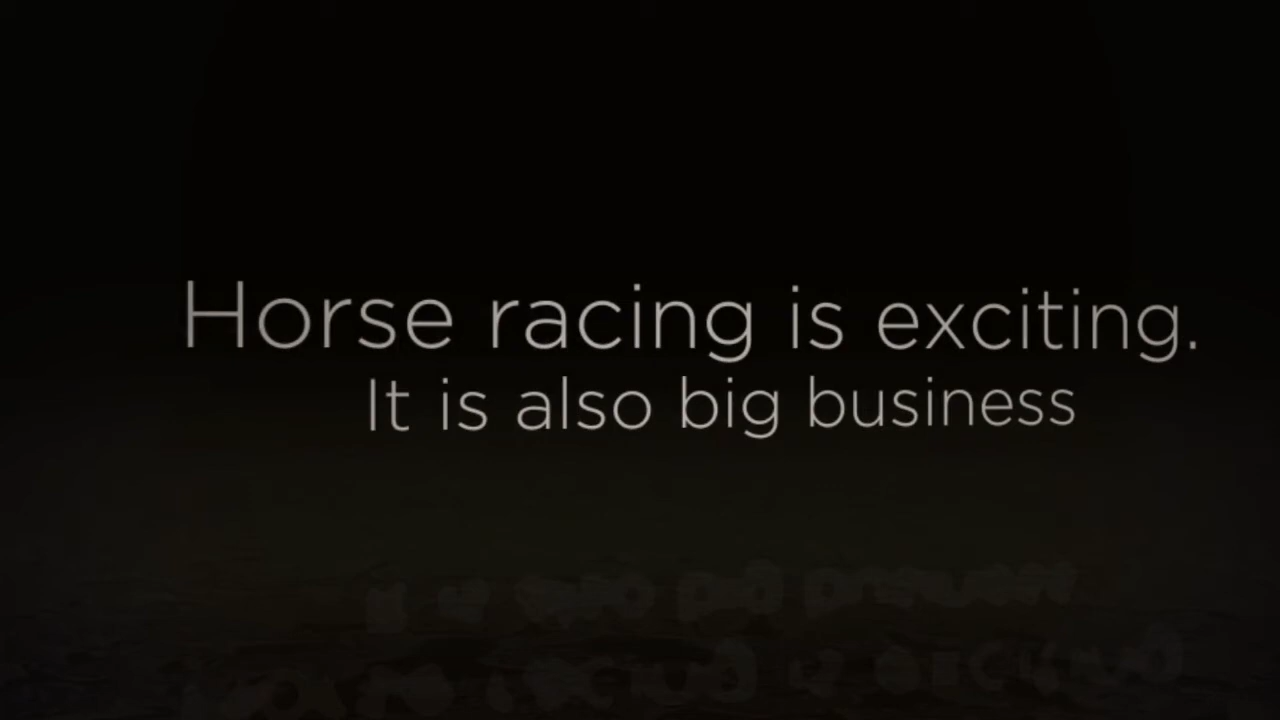 Horse racing is exciting.
It is also big business